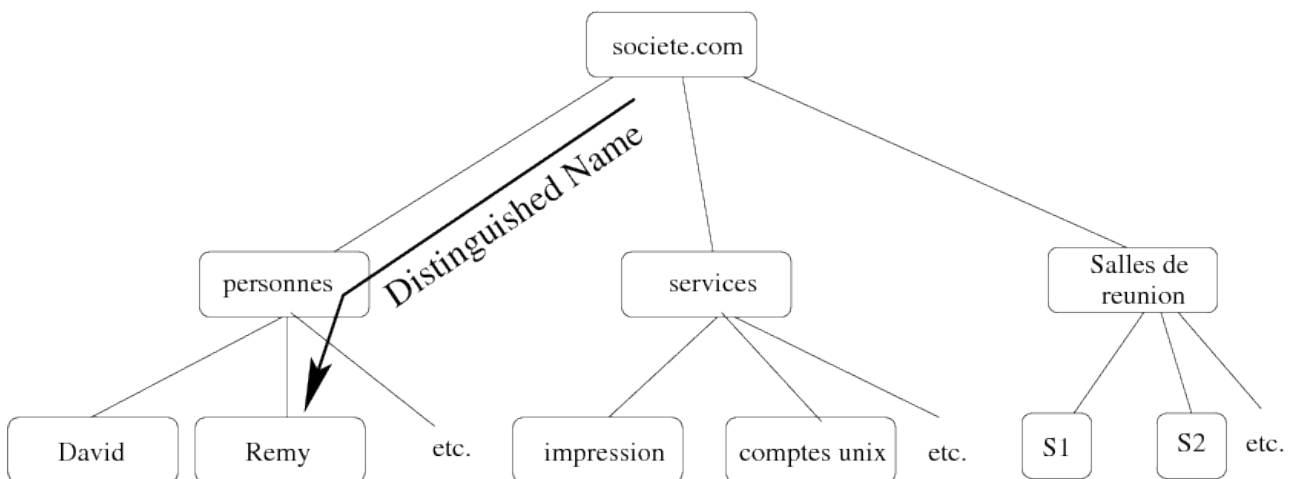 societe.com
Distinguished Name
personnes
services
Salles de
reunion
David
Remy
etc.
impression
comptes unix
etc.
S1
S2
etc.